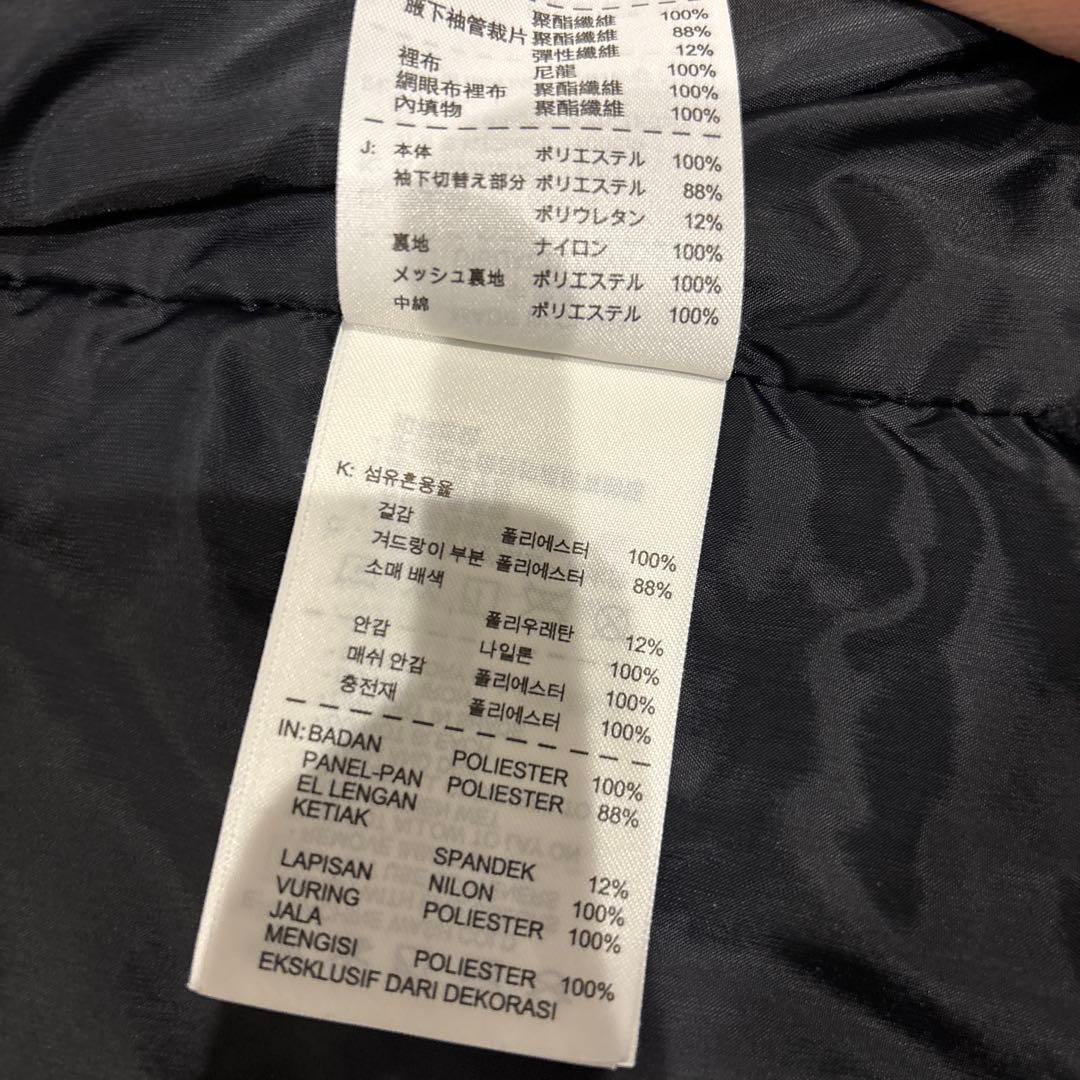 聚酯纖維 100%
腋下袖管裁片 聚酯纖維 88%
彈性纖維 12%
裡布 尼龍 100%
網眼布裡布 聚酯纖維 100%
內填物 聚酯纖維 100%
J: 本体 ポリエステル 100%
袖下切替え部分 ポリエステル 88%
ポリウレタン 12%
裏地 ナイロン 100%
メッシュ裏地 ポリエステル 100%
中綿 ポリエステル 100%
K: 섬유혼용율
겉감 폴리에스터 100%
겨드랑이 부분 폴리에스터 88%
소매 배색
폴리우레탄 12%
안감 나일론 100%
매쉬 안감 폴리에스터 100%
충전재 폴리에스터 100%
IN: BADAN POLIESTER 100%
PANEL-PAN POLIESTER 88%
EL LENGAN
KETIAK
SPANDEK 12%
LAPISAN NILON 100%
VURING POLIESTER 100%
JALA
MENGISI POLIESTER 100%
EKSKLUSIF DARI DEKORASI